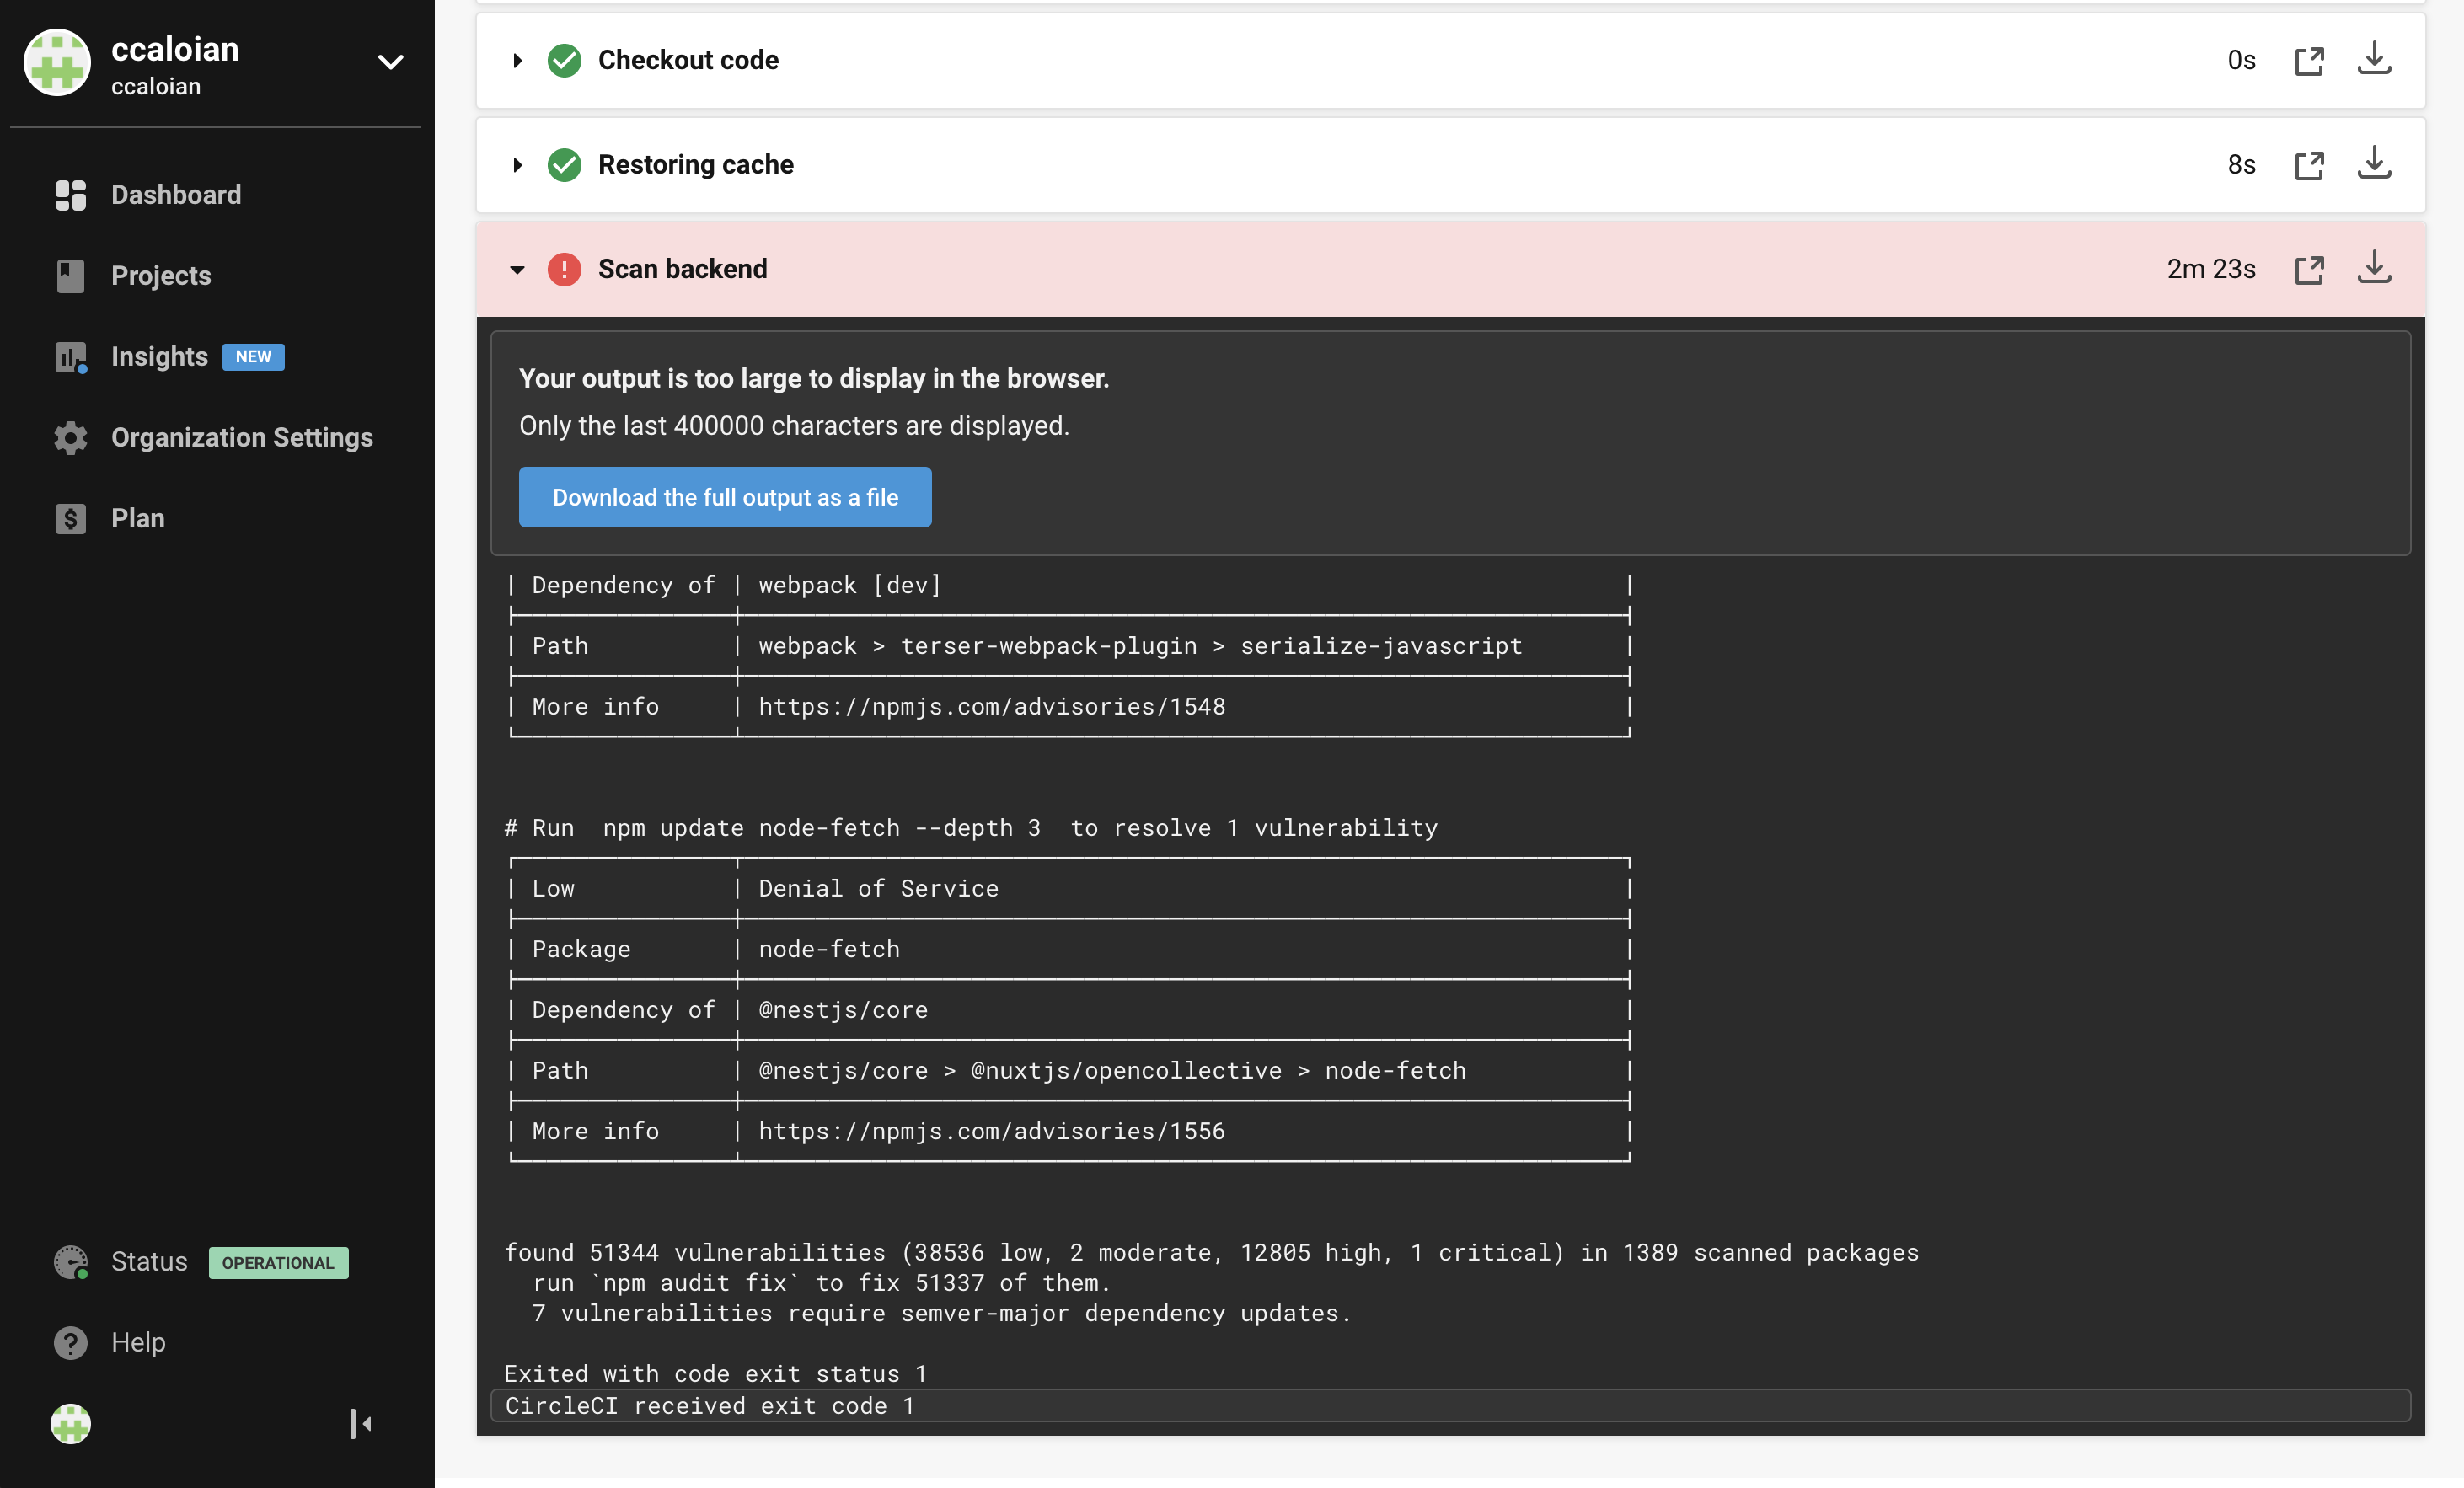 ccaloian
ccaloian
Dashboard
Projects
Insights NEW
Organization Settings
$ Plan
Status OPERATIONAL
? Help
Checkout code 0s
Restoring cache 8s
! Scan backend 2m 23s
Your output is too large to display in the browser.
Only the last 400000 characters are displayed.
Download the full output as a file
| Dependency of | webpack [dev] |
| Path | webpack > terser-webpack-plugin > serialize-javascript |
| More info | https://npmjs.com/advisories/1548 |
# Run  npm update node-fetch --depth 3  to resolve 1 vulnerability
| Low | Denial of Service |
| Package | node-fetch |
| Dependency of | @nestjs/core |
| Path | @nestjs/core > @nuxtjs/opencollective > node-fetch |
| More info | https://npmjs.com/advisories/1556 |
found 51344 vulnerabilities (38536 low, 2 moderate, 12805 high, 1 critical) in 1389 scanned packages
run `npm audit fix` to fix 51337 of them.
7 vulnerabilities require semver-major dependency updates.
Exited with code exit status 1
CircleCI received exit code 1